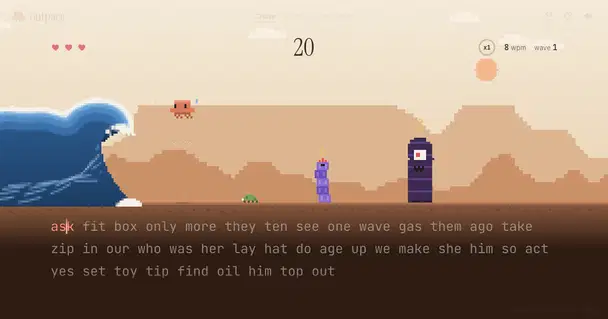 20
x1 8 wpm wave 1
ask fit box only more they ten see one wave gas them ago take
zip in our who was her lay hat do age up we make she him so act
yes set toy tip find oil him top out